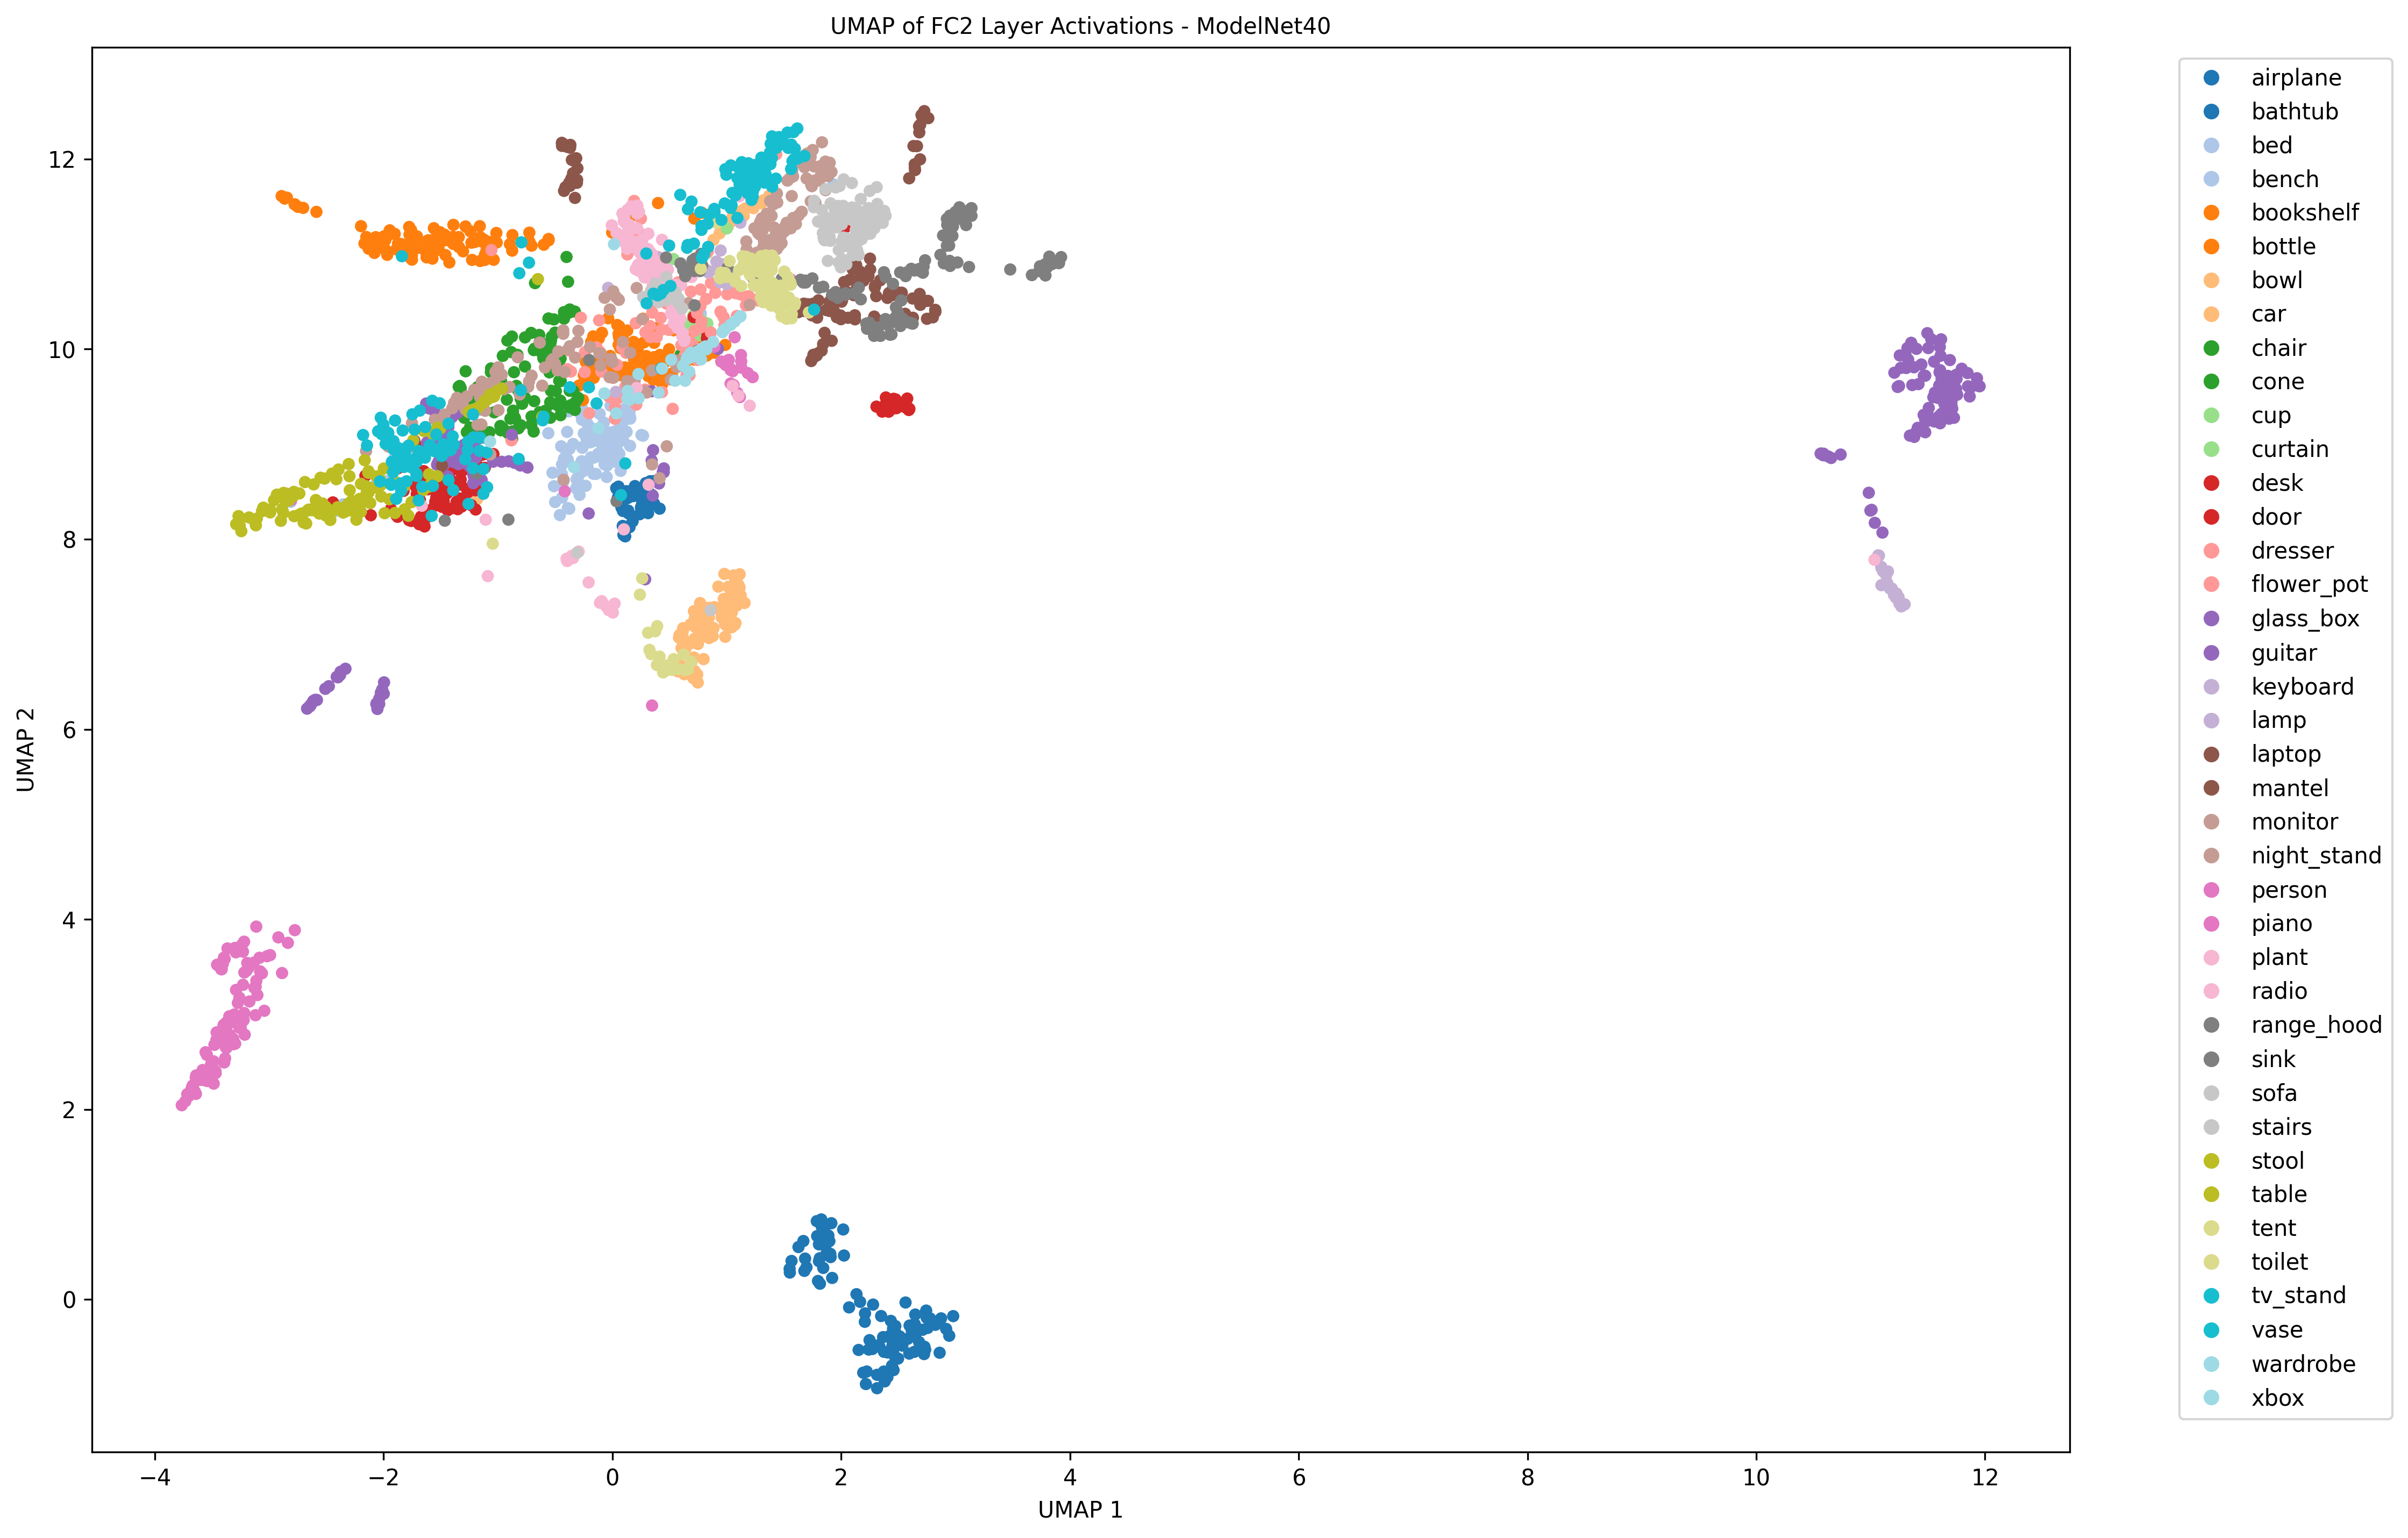 UMAP of FC2 Layer Activations - ModelNet40
12
10
8
6
4
2
0
UMAP 2
−4
−2
0
2
4
6
8
10
12
UMAP 1
airplane
bathtub
bed
bench
bookshelf
bottle
bowl
car
chair
cone
cup
curtain
desk
door
dresser
flower_pot
glass_box
guitar
keyboard
lamp
laptop
mantel
monitor
night_stand
person
piano
plant
radio
range_hood
sink
sofa
stairs
stool
table
tent
toilet
tv_stand
vase
wardrobe
xbox